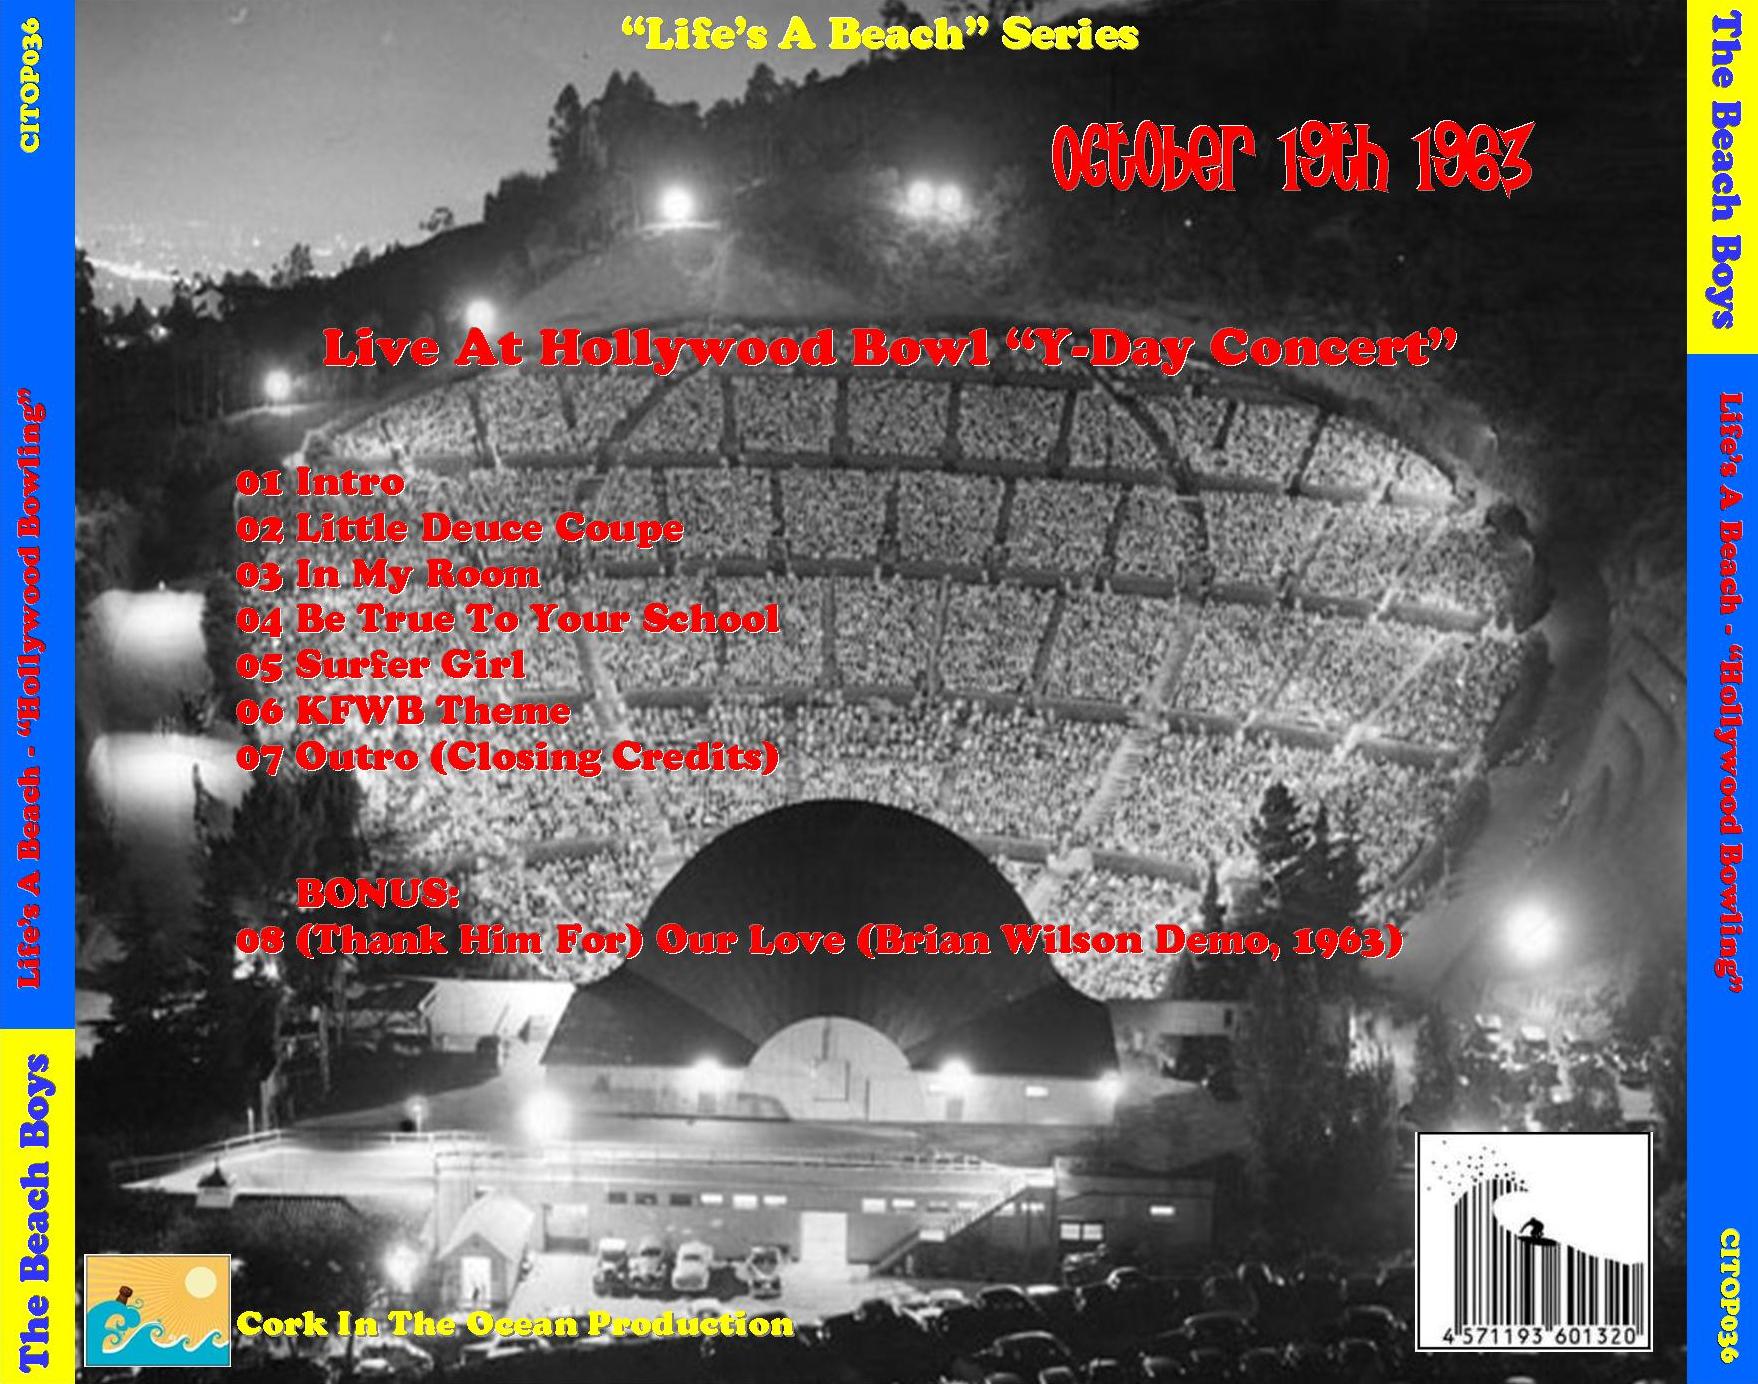 “Life’s A Beach” Series
October 19th 1963
Live At Hollywood Bowl “Y-Day Concert”
01 Intro
02 Little Deuce Coupe
03 In My Room
04 Be True To Your School
05 Surfer Girl
06 KFWB Theme
07 Outro (Closing Credits)
BONUS:
08 (Thank Him For) Our Love (Brian Wilson Demo, 1963)
Cork In The Ocean Production
4 571193 601320
CITOP036
Life’s A Beach - “Hollywood Bowling”
The Beach Boys
The Beach Boys
Life’s A Beach - “Hollywood Bowling”
CITOP036